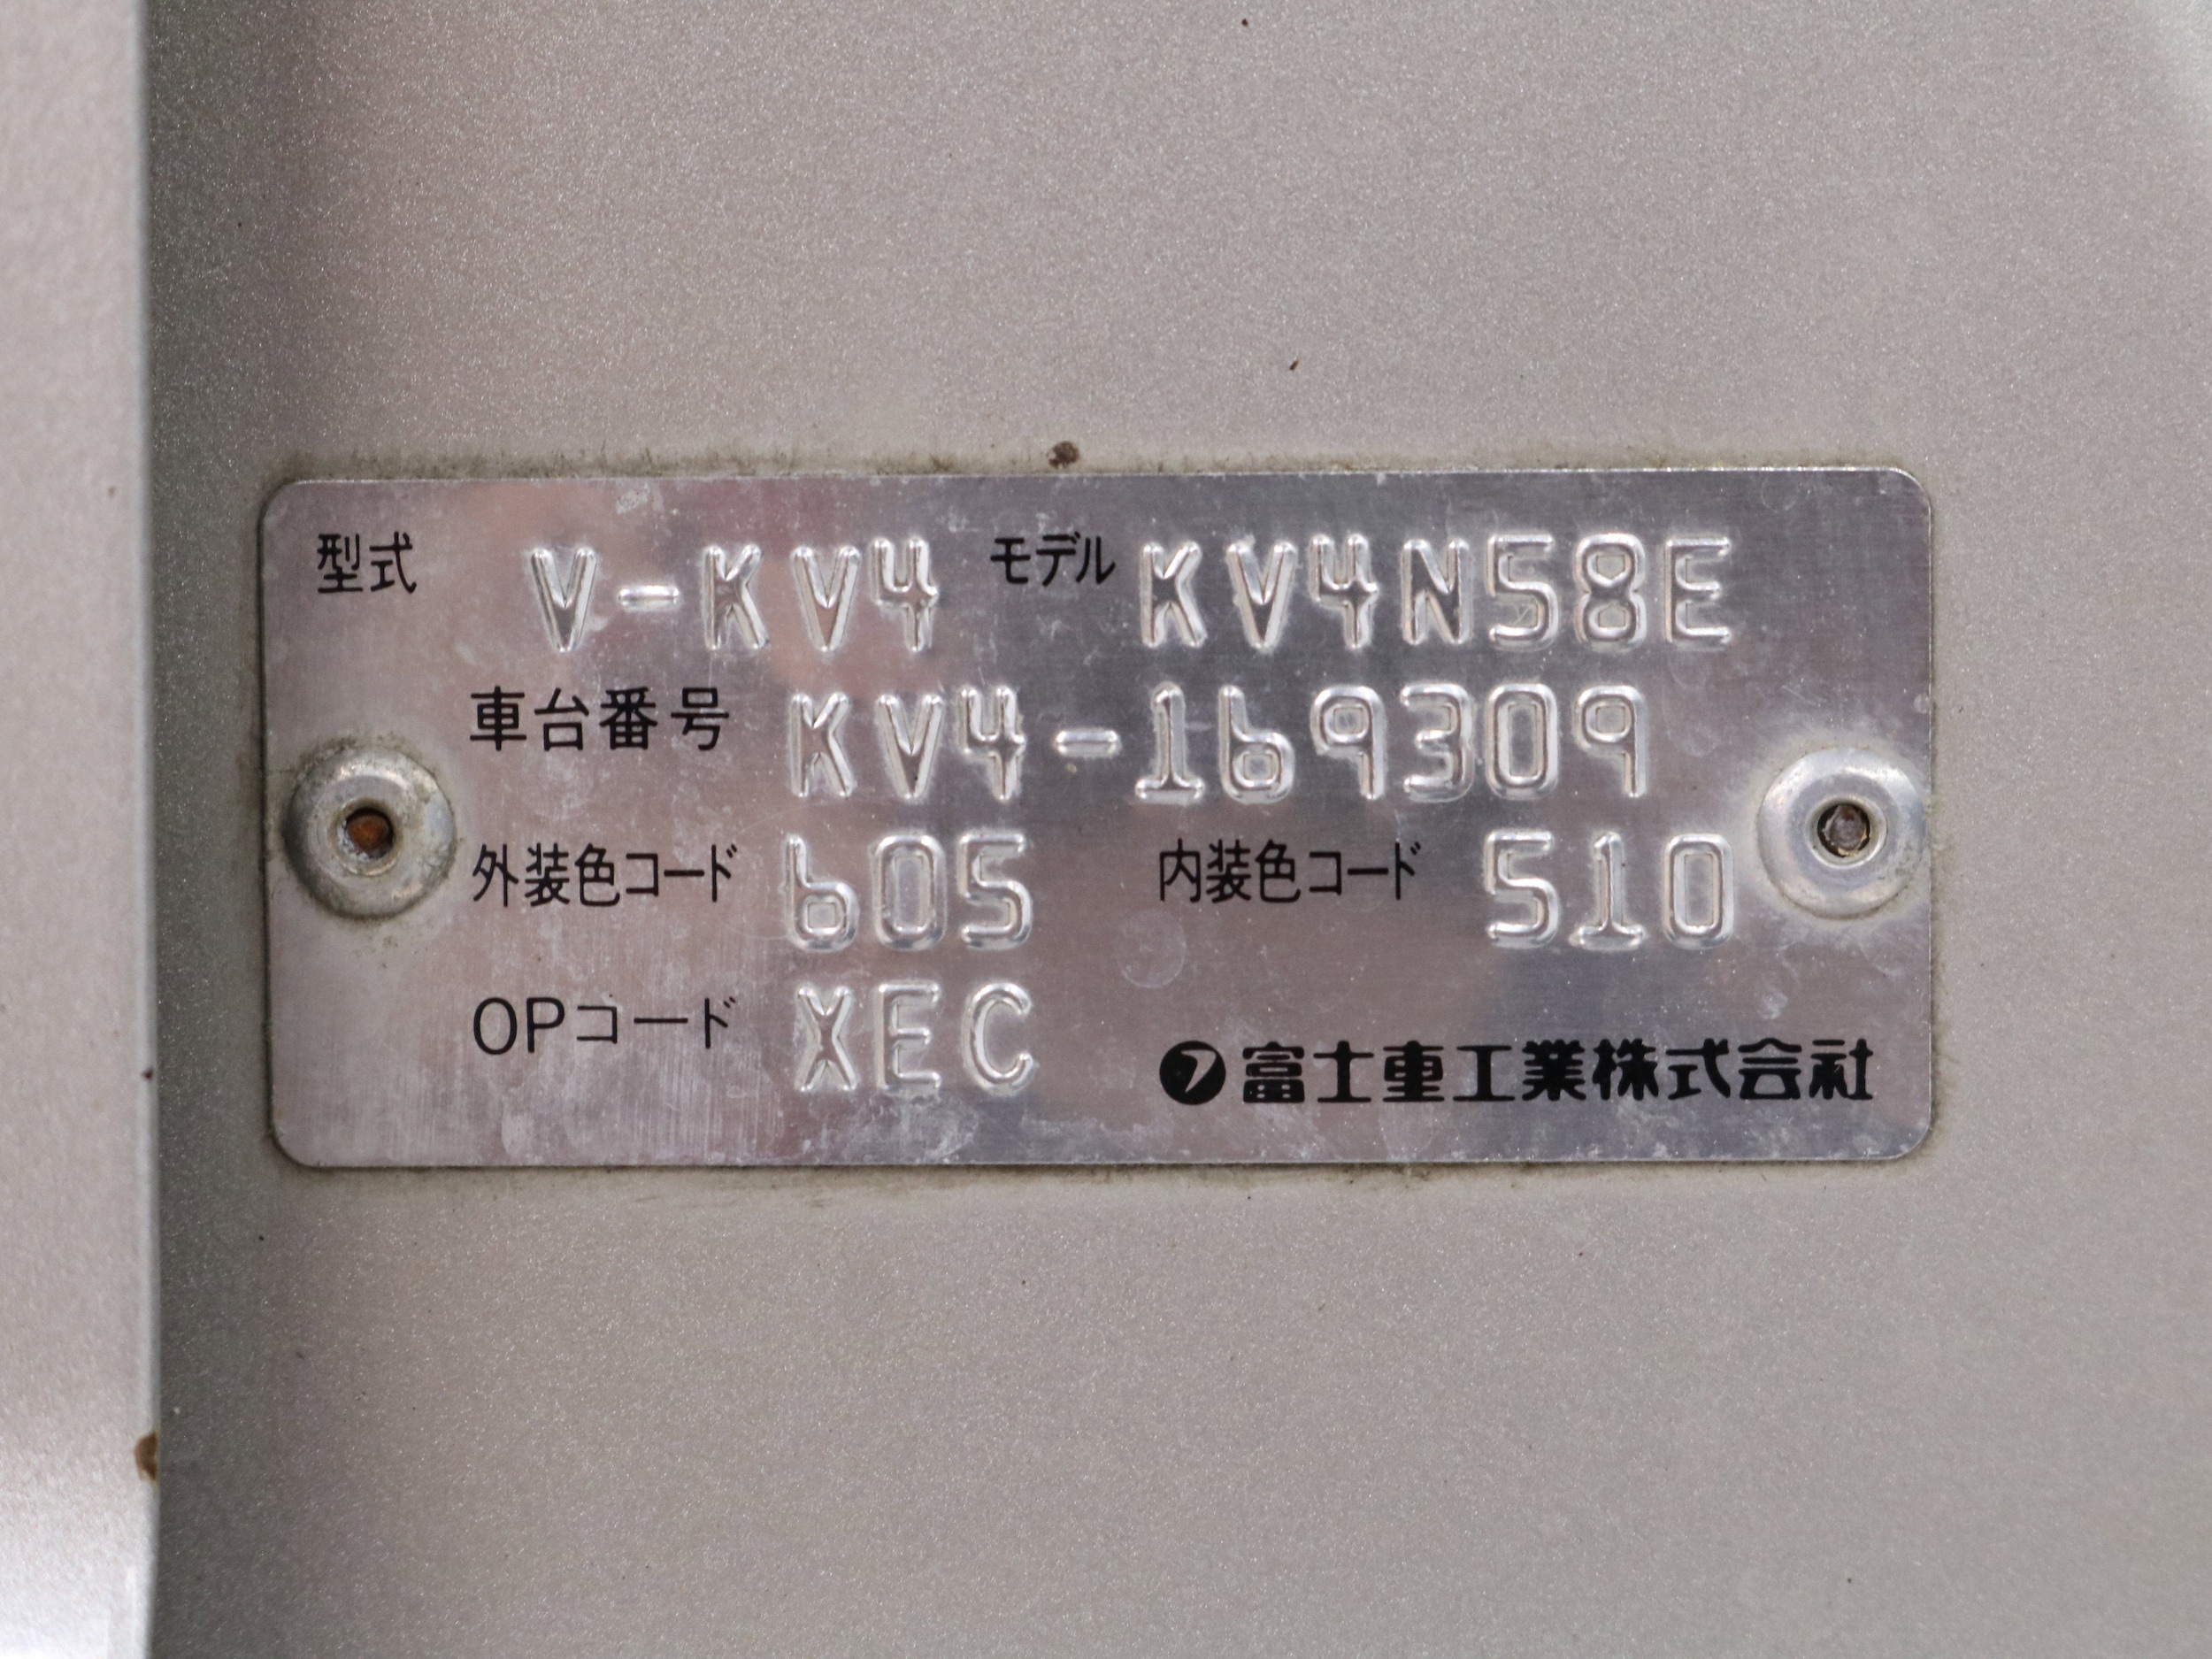 型式 V-KV4 モデル KV4N58E
車台番号 KV4-169309
外装色コード 605 内装色コード 510
OPコード XEC
富士重工業株式会社